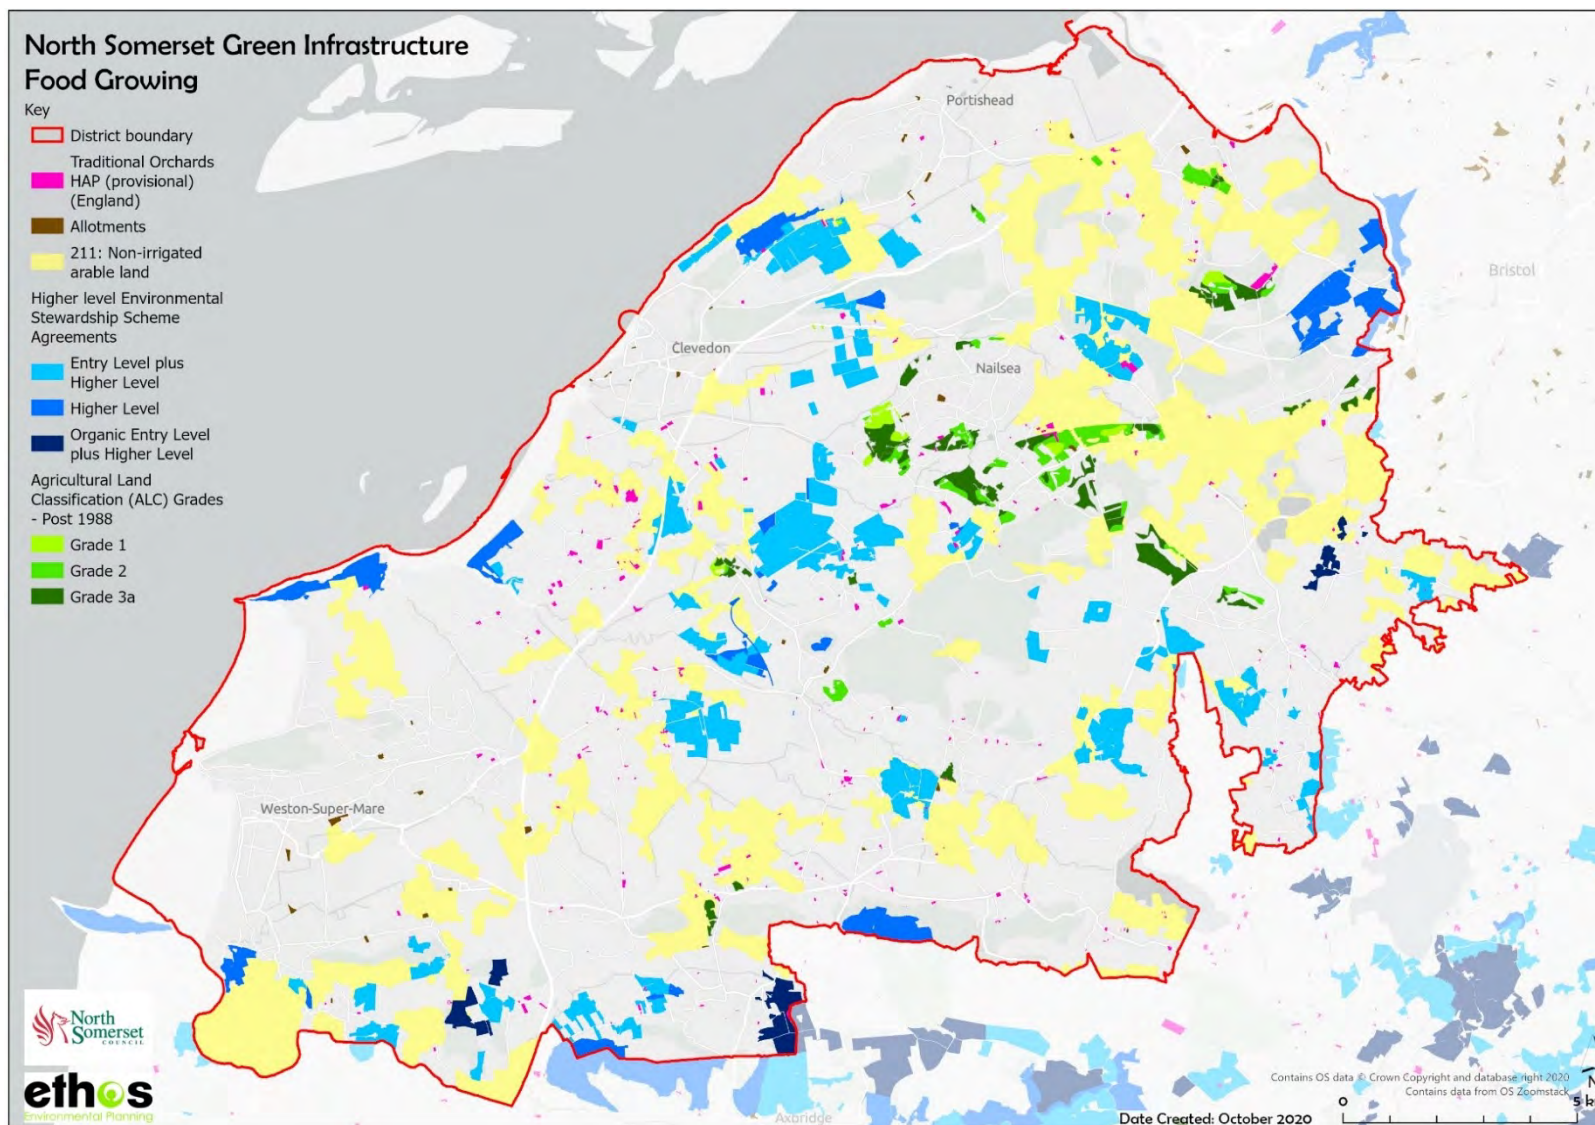 North Somerset Green Infrastructure
Food Growing
Key
District boundary
Traditional Orchards
HAP (provisional)
(England)
Allotments
211: Non-irrigated
arable land
Higher level Environmental
Stewardship Scheme
Agreements
Entry Level plus
Higher Level
Higher Level
Organic Entry Level
plus Higher Level
Agricultural Land
Classification (ALC) Grades
- Post 1988
Grade 1
Grade 2
Grade 3a
Portishead
Bristol
Clevedon
Nailsea
Weston-Super-Mare
Axbridge
North
Somerset
COUNCIL
ethos
Environmental Planning
Contains OS data © Crown Copyright and database right 2020
Contains data from OS Zoomstack
Date Created: October 2020
0
5
N